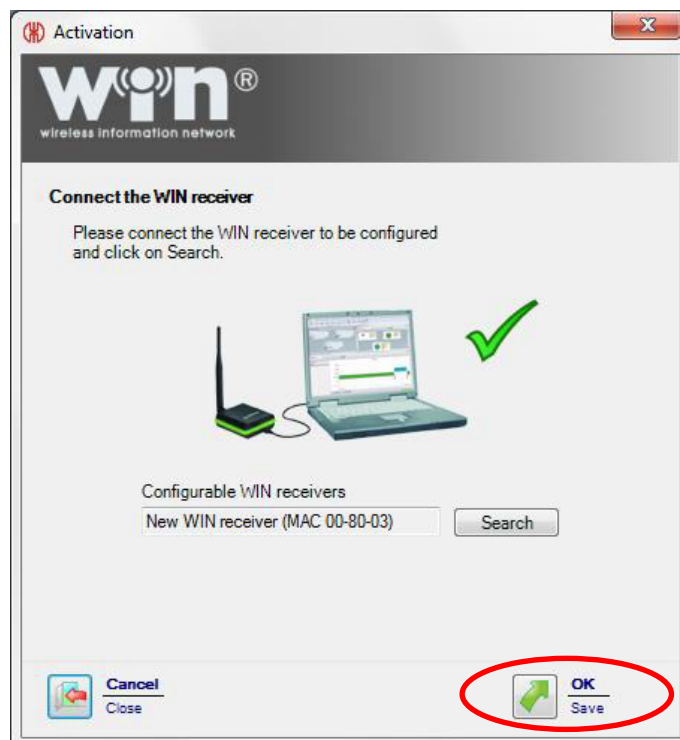 Activation
win®
wireless information network
Connect the WIN receiver
Please connect the WIN receiver to be configured
and click on Search.
Configurable WIN receivers
New WIN receiver (MAC 00-80-03)
Search
Cancel
Close
OK
Save